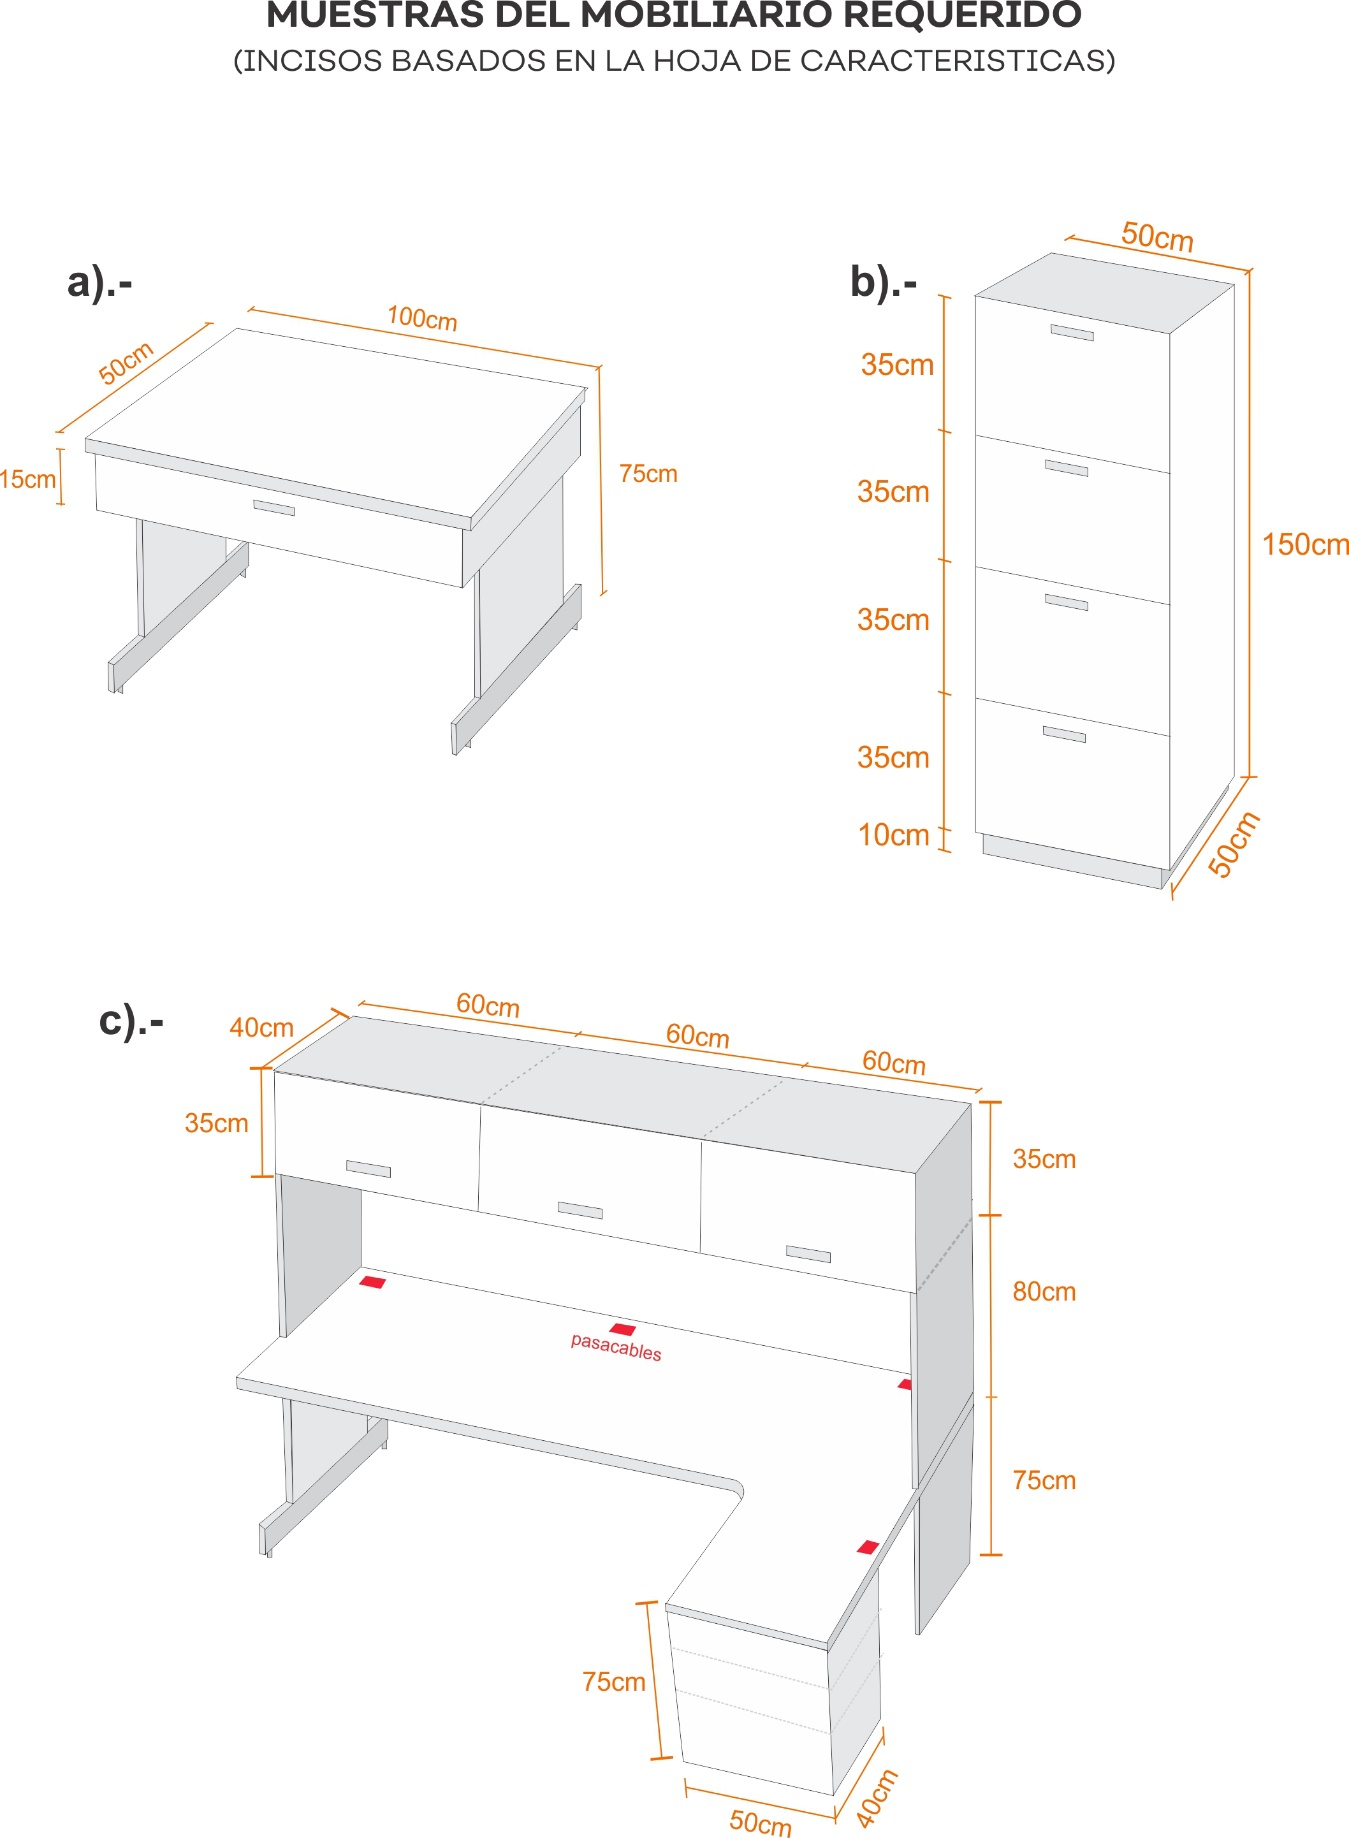 MUESTRAS DEL MOBILIARIO REQUERIDO
(INCISOS BASADOS EN LA HOJA DE CARACTERISTICAS)
a).-
100cm
50cm
15cm
75cm
b).-
50cm
35cm
35cm
35cm
35cm
10cm
150cm
50cm
c).-
40cm
60cm
60cm
60cm
35cm
35cm
80cm
75cm
pasacables
75cm
50cm
40cm